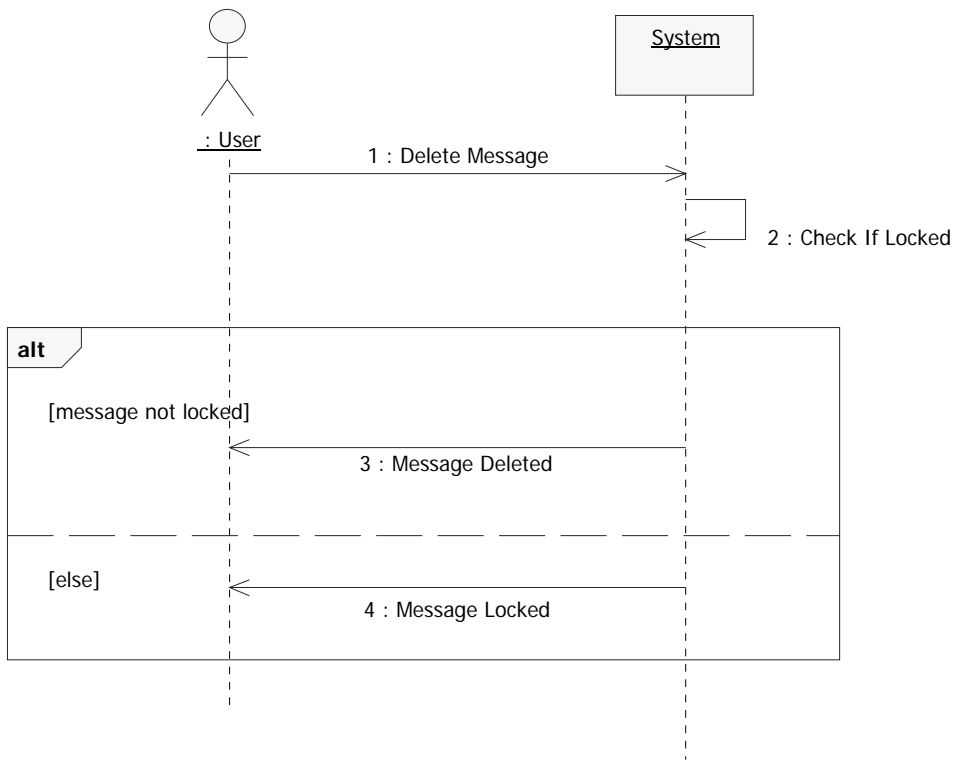 System
: User
1 : Delete Message
2 : Check If Locked
alt
[message not locked]
3 : Message Deleted
[else]
4 : Message Locked